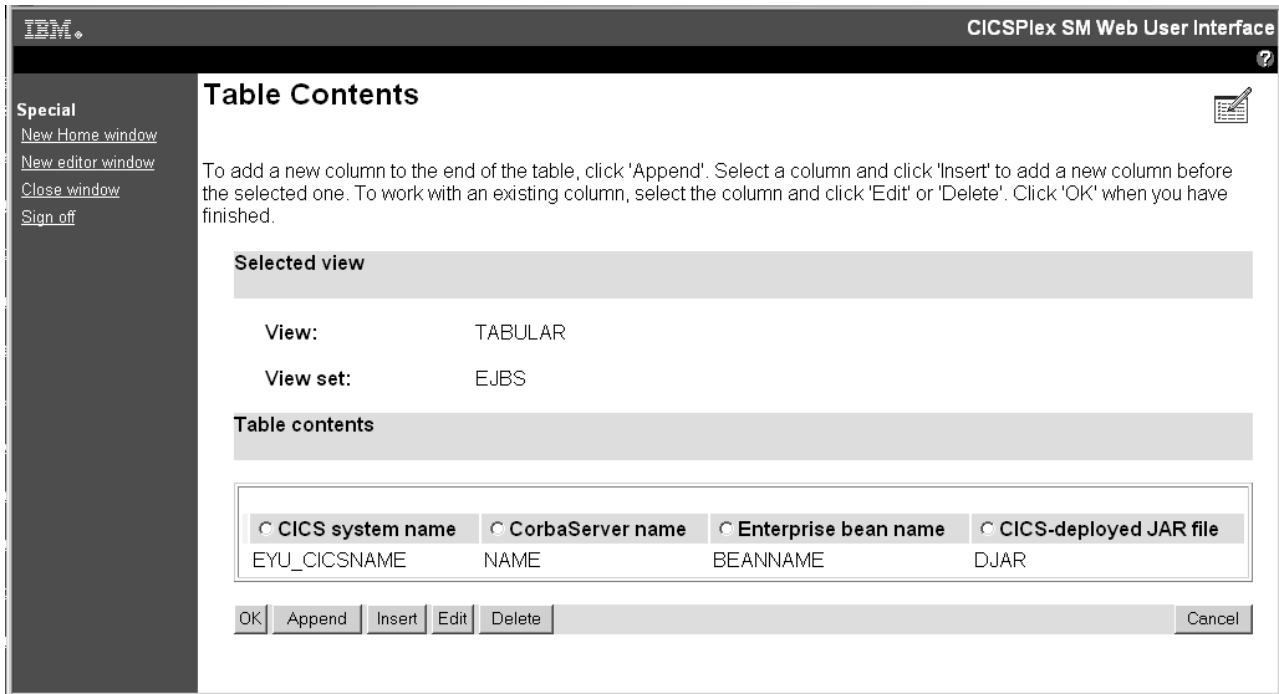 IBM.
CICSPlex SM Web User Interface
?
Special
New Home window
New editor window
Close window
Sign off
Table Contents
To add a new column to the end of the table, click 'Append'. Select a column and click 'Insert' to add a new column before
the selected one. To work with an existing column, select the column and click 'Edit' or 'Delete'. Click 'OK' when you have
finished.
Selected view
View: TABULAR
View set: EJBS
Table contents
CICS system name CorbaServer name Enterprise bean name CICS-deployed JAR file
EYU_CICSNAME NAME BEANNAME DJAR
OK Append Insert Edit Delete Cancel